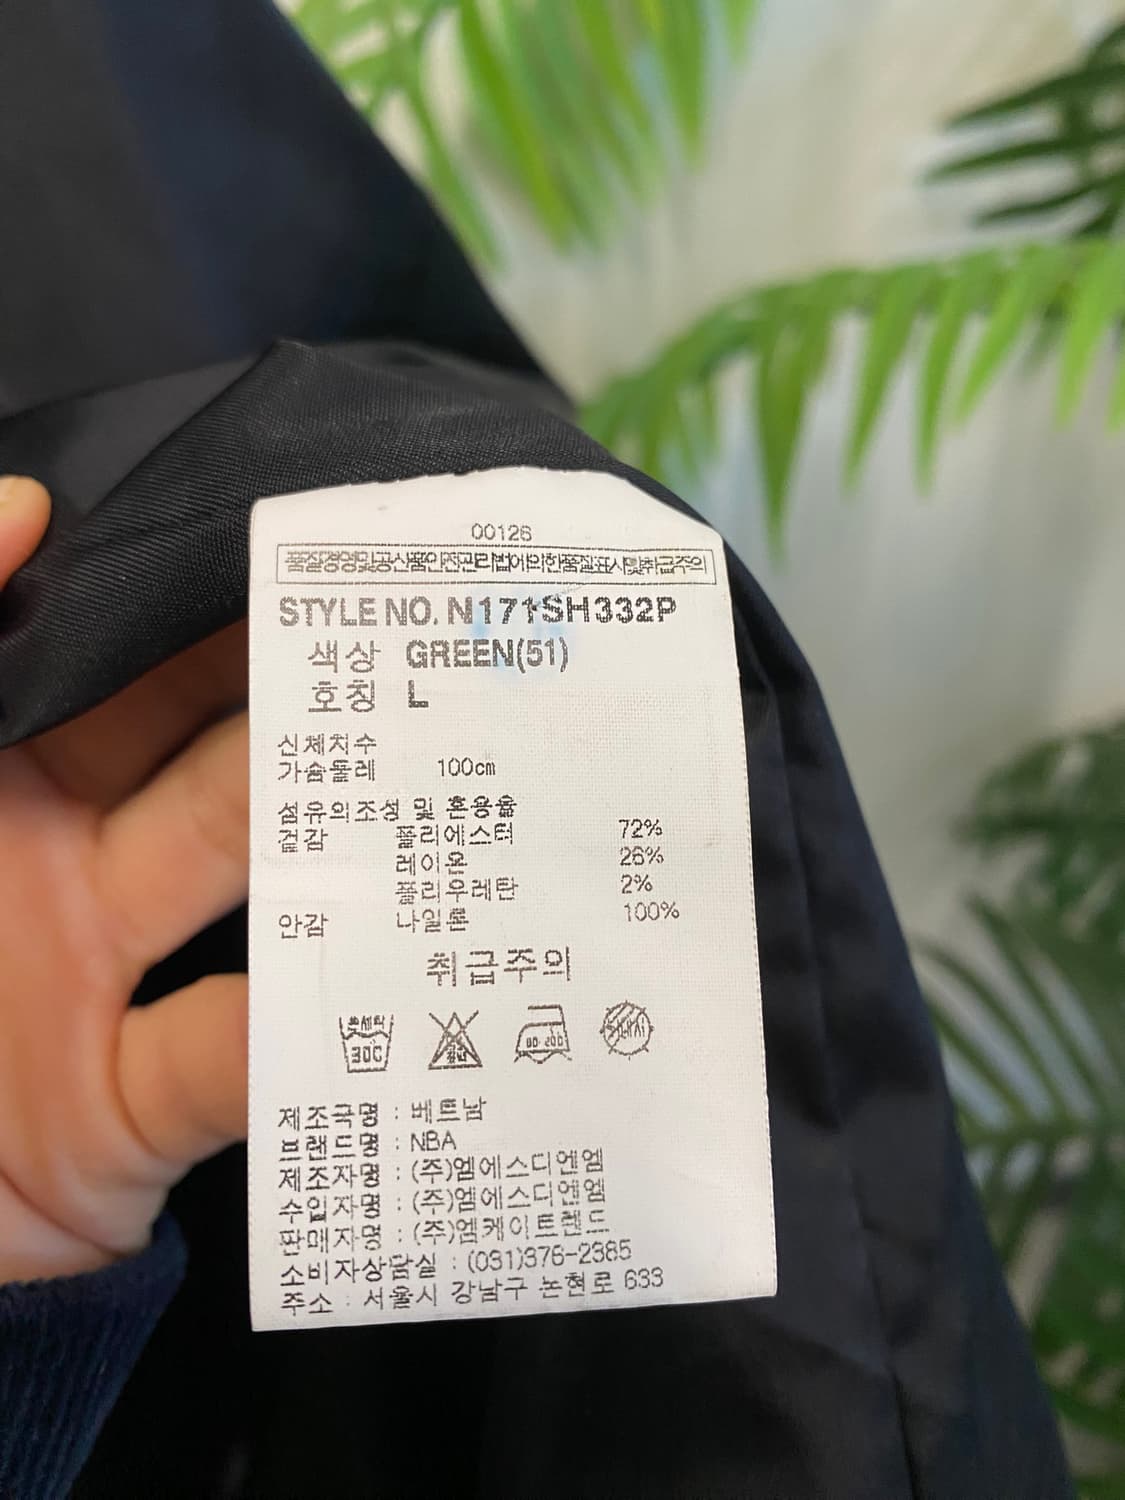 00126
품질경영및공산품안전관리법에의한품질표시및취급주의
STYLE NO. N171SH332P
색상 GREEN(51)
호칭 L
신체치수
가슴둘레 100cm
섬유의조성 및 혼용율
겉감 폴리에스터 72%
레이온 26%
폴리우레탄 2%
안감 나일론 100%
취급주의
30C
제조국명 : 베트남
브랜드명 : NBA
제조자명 : (주)엠에스디엔엠
수입자명 : (주)엠에스디엔엠
판매자명 : (주)엠케이트렌드
소비자상담실 : (031)376-2385
주소 : 서울시 강남구 논현로 633